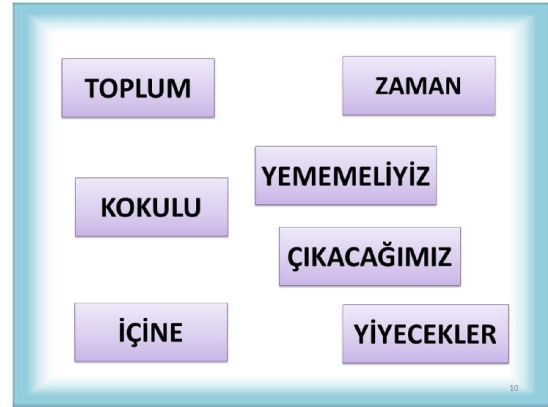 TOPLUM
ZAMAN
YEMEMELİYİZ
KOKULU
ÇIKACAĞIMIZ
İÇİNE
YİYECEKLER
10